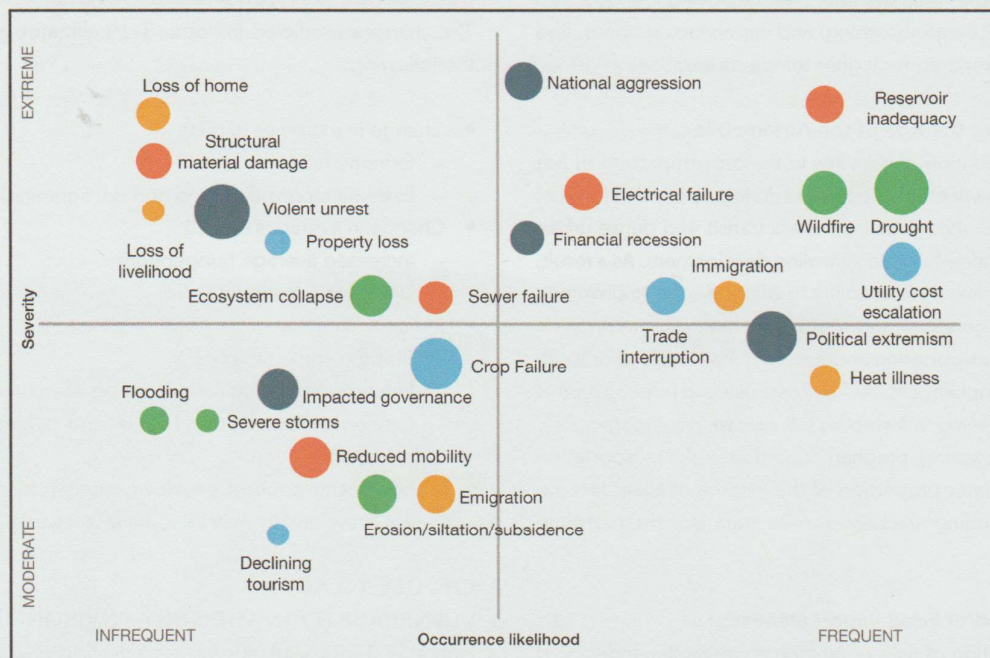 EXTREME
Severity
MODERATE
Loss of home
Structural
material damage
Violent unrest
Loss of
livelihood
Property loss
Ecosystem collapse
Sewer failure
National aggression
Reservoir
inadequacy
Electrical failure
Wildfire
Drought
Financial recession
Immigration
Utility cost
escalation
Trade
interruption
Political extremism
Heat illness
Crop Failure
Flooding
Impacted governance
Severe storms
Reduced mobility
Emigration
Erosion/siltation/subsidence
Declining
tourism
INFREQUENT
Occurrence likelihood
FREQUENT